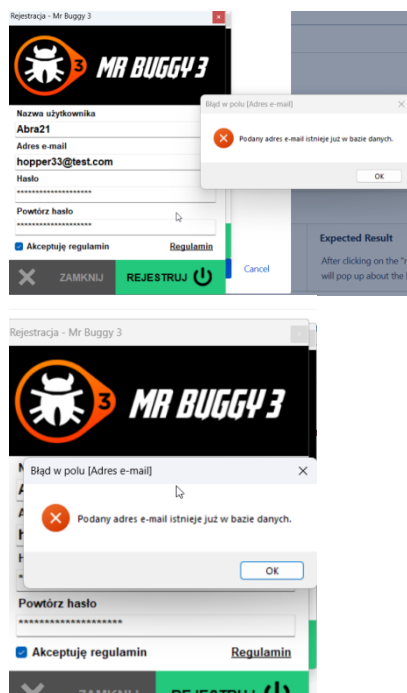 Rejestracja - Mr Buggy 3
3 MR BUGGY 3
Nazwa użytkownika
Abra21
Adres e-mail
hopper33@test.com
Hasło
********************
Powtórz hasło
********************
Akceptuję regulamin Regulamin
ZAMKNIJ REJESTRUJ
Błąd w polu [Adres e-mail]
Podany adres e-mail istnieje już w bazie danych.
OK
Cancel
Expected Result
After clicking on the "r
will pop up about the
Rejestracja - Mr Buggy 3
3 MR BUGGY 3
Błąd w polu [Adres e-mail]
Podany adres e-mail istnieje już w bazie danych.
OK
Powtórz hasło
********************
Akceptuję regulamin Regulamin